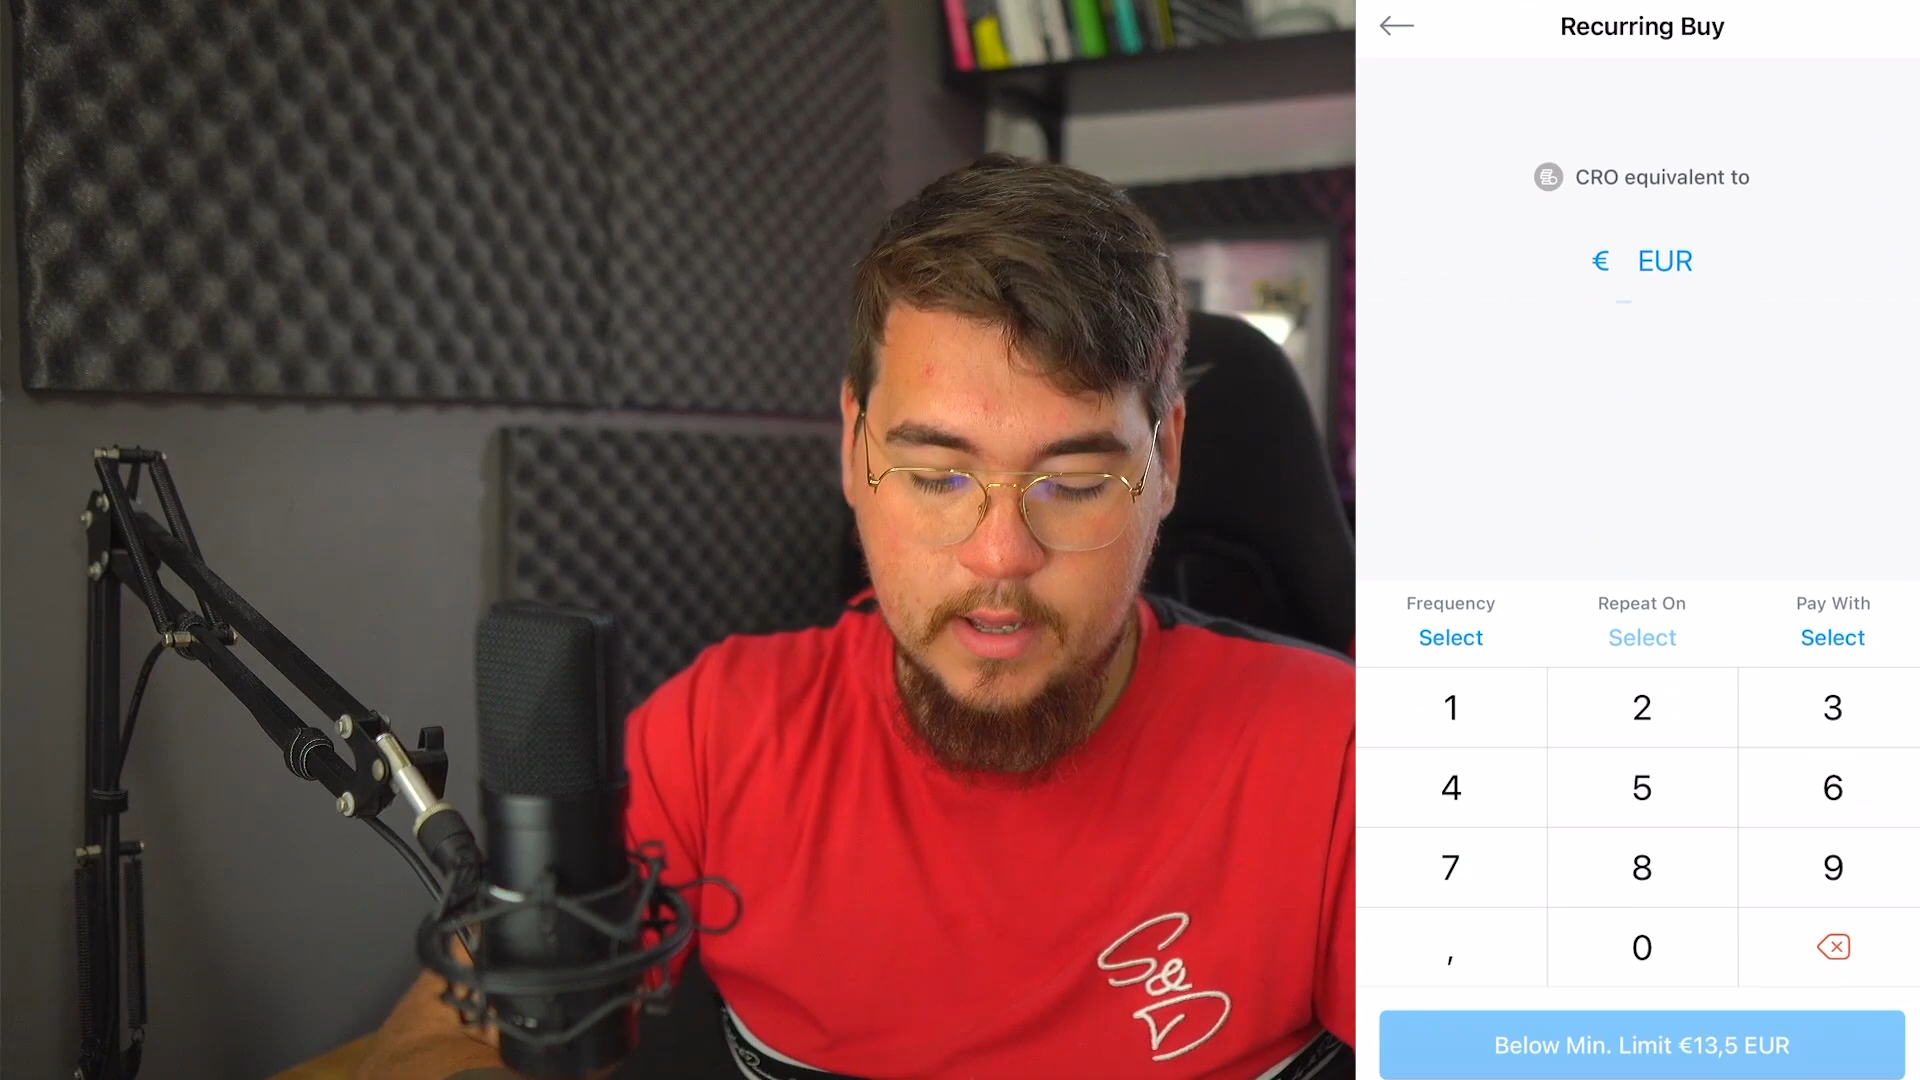 Recurring Buy
CRO equivalent to
€ EUR
Frequency
Repeat On
Pay With
Select
Select
Select
1
2
3
4
5
6
7
8
9
,
0
Below Min. Limit €13,5 EUR
SoD